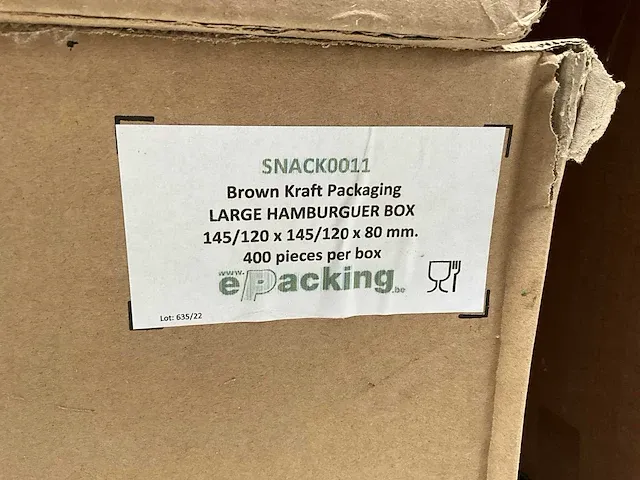 SNACK0011
Brown Kraft Packaging
LARGE HAMBURGUER BOX
145/120 x 145/120 x 80 mm.
400 pieces per box
www.ePacking.be
Lot: 635/22